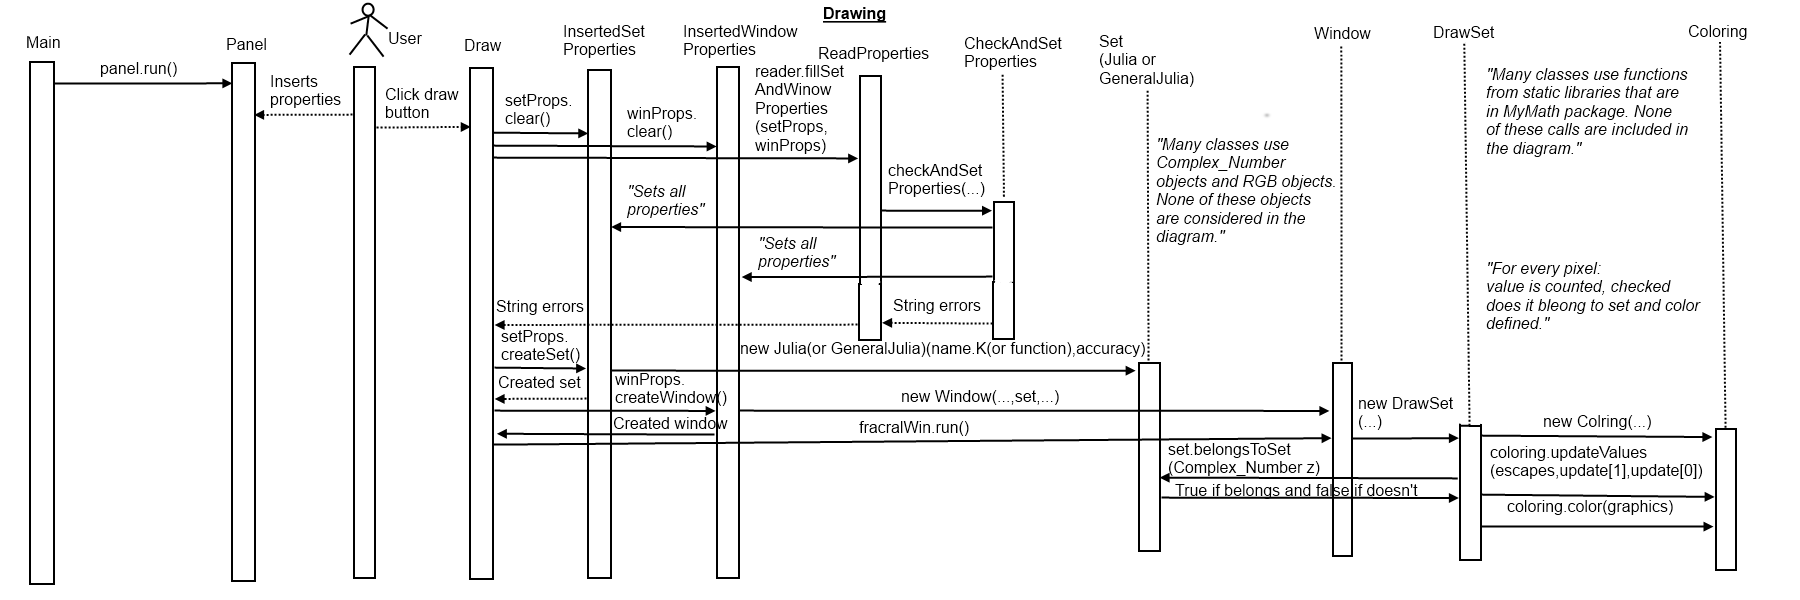 Drawing
Main
Panel
User
Draw
InsertedSet
Properties
InsertedWindow
Properties
ReadProperties
CheckAndSet
Properties
Set
(Julia or
GeneralJulia)
Window
DrawSet
Coloring
panel.run()
Inserts
properties
Click draw
button
setProps.
clear()
winProps.
clear()
reader.fillSet
AndWinow
Properties
(setProps,
winProps)
checkAndSet
Properties(...)
"Sets all
properties"
"Sets all
properties"
"Many classes use
Complex_Number
objects and RGB objects.
None of these objects
are considered in the
diagram."
"Many classes use functions
from static libraries that are
in MyMath package. None
of these calls are included in
the diagram."
"For every pixel:
value is counted, checked
does it bleong to set and color
defined."
String errors
String errors
setProps.
createSet()
new Julia(or GeneralJulia)(name.K(or function),accuracy)
Created set
winProps.
createWindow()
new Window(...,set,...)
Created window
fracralWin.run()
new DrawSet
(...)
new Colring(...)
set.belongsToSet
(Complex_Number z)
True if belongs and false if doesn't
coloring.updateValues
(escapes,update[1],update[0])
coloring.color(graphics)